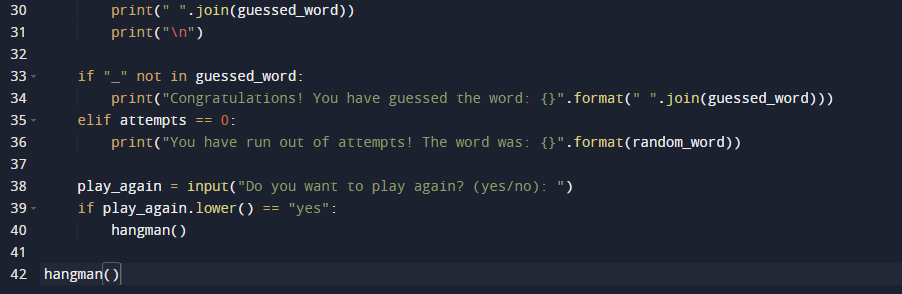 30 print(" ".join(guessed_word))
31 print("\n")
32
33 if "_" not in guessed_word:
34 print("Congratulations! You have guessed the word: {}".format(" ".join(guessed_word)))
35 elif attempts == 0:
36 print("You have run out of attempts! The word was: {}".format(random_word))
37
38 play_again = input("Do you want to play again? (yes/no): ")
39 if play_again.lower() == "yes":
40 hangman()
41
42 hangman()